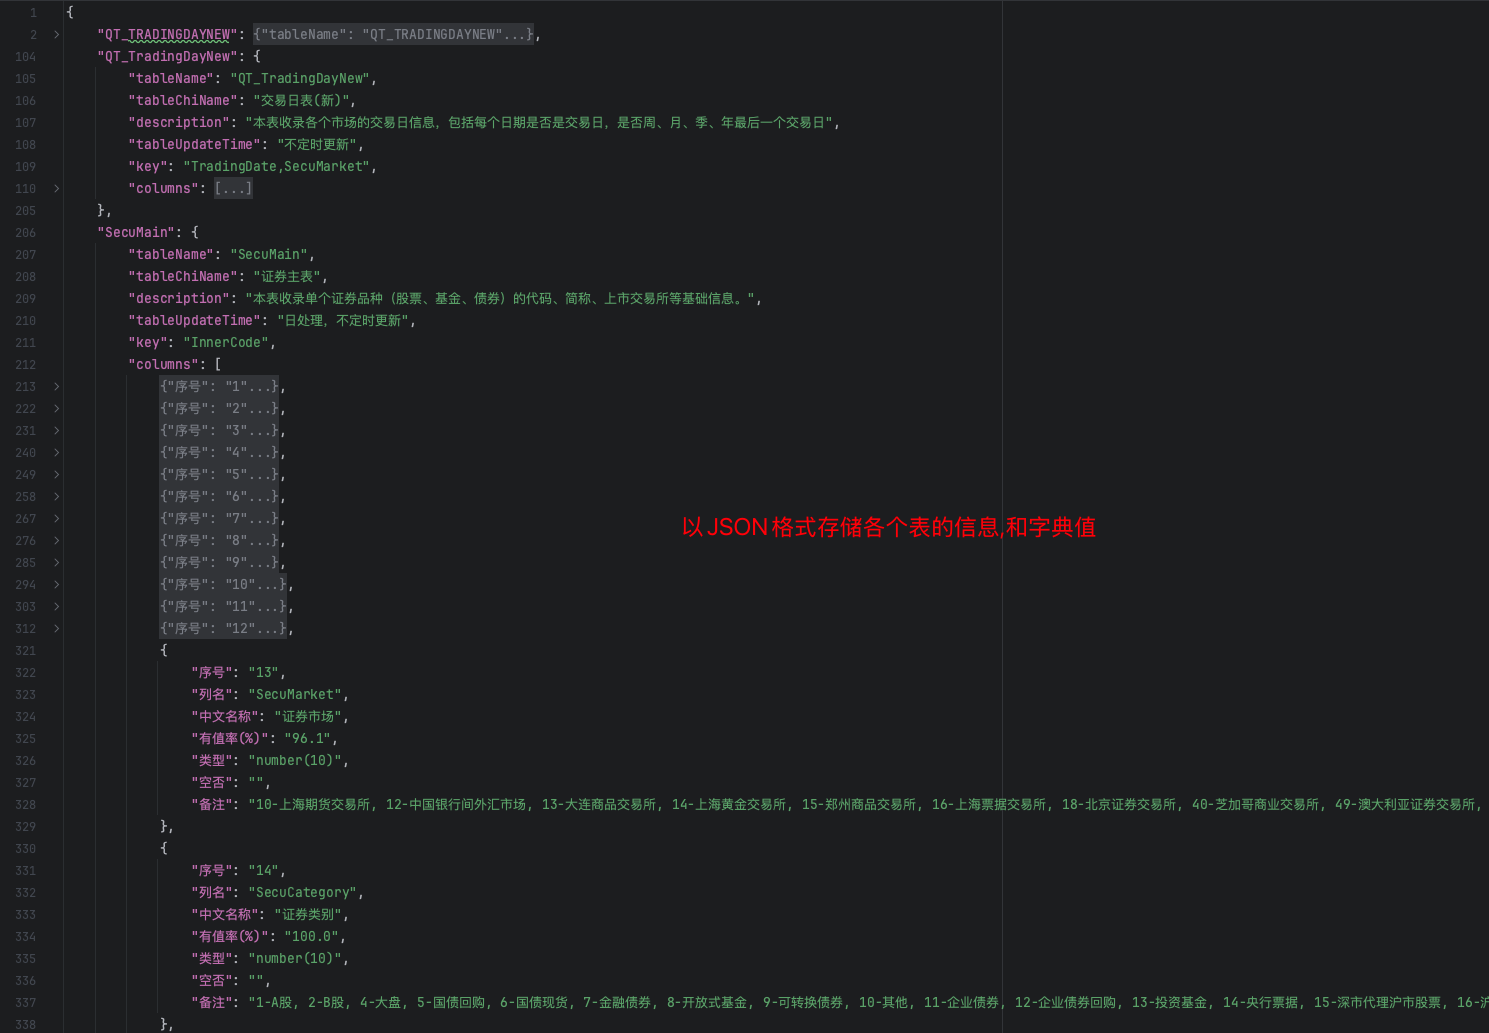 1 {
2 "QT_TRADINGDAYNEW": {"tableName": "QT_TRADINGDAYNEW"...},
104 "QT_TradingDayNew": {
105 "tableName": "QT_TradingDayNew",
106 "tableChiName": "交易日表(新)",
107 "description": "本表收录各个市场的交易日信息，包括每个日期是否是交易日，是否周、月、季、年最后一个交易日",
108 "tableUpdateTime": "不定时更新",
109 "key": "TradingDate,SecuMarket",
110 "columns": [...]
205 },
206 "SecuMain": {
207 "tableName": "SecuMain",
208 "tableChiName": "证券主表",
209 "description": "本表收录单个证券品种（股票、基金、债券）的代码、简称、上市交易所等基础信息。",
210 "tableUpdateTime": "日处理，不定时更新",
211 "key": "InnerCode",
212 "columns": [
213 {"序号": "1"...},
222 {"序号": "2"...},
231 {"序号": "3"...},
240 {"序号": "4"...},
249 {"序号": "5"...},
258 {"序号": "6"...},
267 {"序号": "7"...},
以JSON格式存储各个表的信息,和字典值
276 {"序号": "8"...},
285 {"序号": "9"...},
294 {"序号": "10"...},
303 {"序号": "11"...},
312 {"序号": "12"...},
321 {
322 "序号": "13",
323 "列名": "SecuMarket",
324 "中文名称": "证券市场",
325 "有值率(%)": "96.1",
326 "类型": "number(10)",
327 "空否": "",
328 "备注": "10-上海期货交易所, 12-中国银行间外汇市场, 13-大连商品交易所, 14-上海黄金交易所, 15-郑州商品交易所, 16-上海票据交易所, 18-北京证券交易所, 40-芝加哥商业交易所, 49-澳大利亚证券交易所,
329 },
330 {
331 "序号": "14",
332 "列名": "SecuCategory",
333 "中文名称": "证券类别",
334 "有值率(%)": "100.0",
335 "类型": "number(10)",
336 "空否": "",
337 "备注": "1-A股, 2-B股, 4-大盘, 5-国债回购, 6-国债现货, 7-金融债券, 8-开放式基金, 9-可转换债券, 10-其他, 11-企业债券, 12-企业债券回购, 13-投资基金, 14-央行票据, 15-深市代理沪市股票, 16-沪
338 },